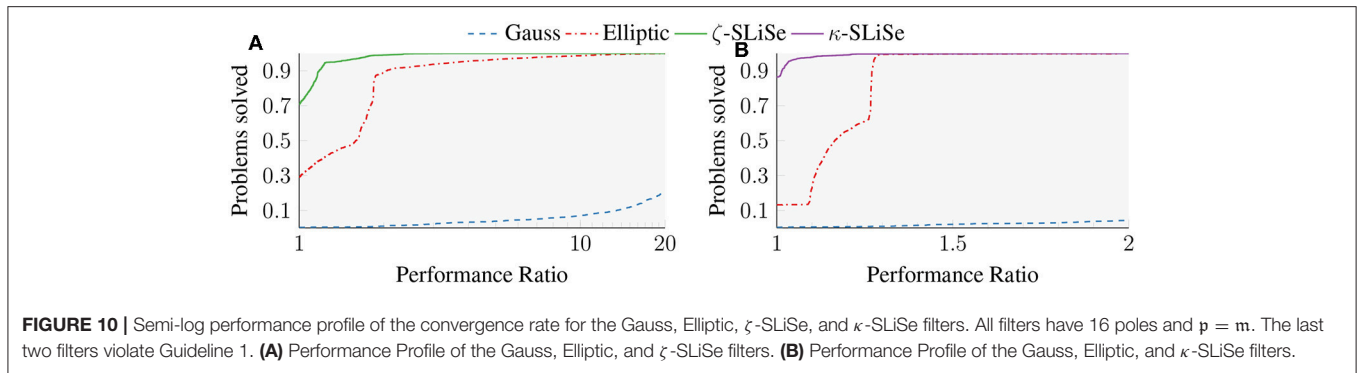 Gauss Elliptic ζ-SLiSe κ-SLiSe
A
0.9
0.7
0.5
0.3
0.1
Problems solved
1 10 20
Performance Ratio
B
0.9
0.7
0.5
0.3
0.1
Problems solved
1 1.5 2
Performance Ratio
FIGURE 10 | Semi-log performance profile of the convergence rate for the Gauss, Elliptic, ζ-SLiSe, and κ-SLiSe filters. All filters have 16 poles and 𝔭 = 𝔪. The last
two filters violate Guideline 1. (A) Performance Profile of the Gauss, Elliptic, and ζ-SLiSe filters. (B) Performance Profile of the Gauss, Elliptic, and κ-SLiSe filters.